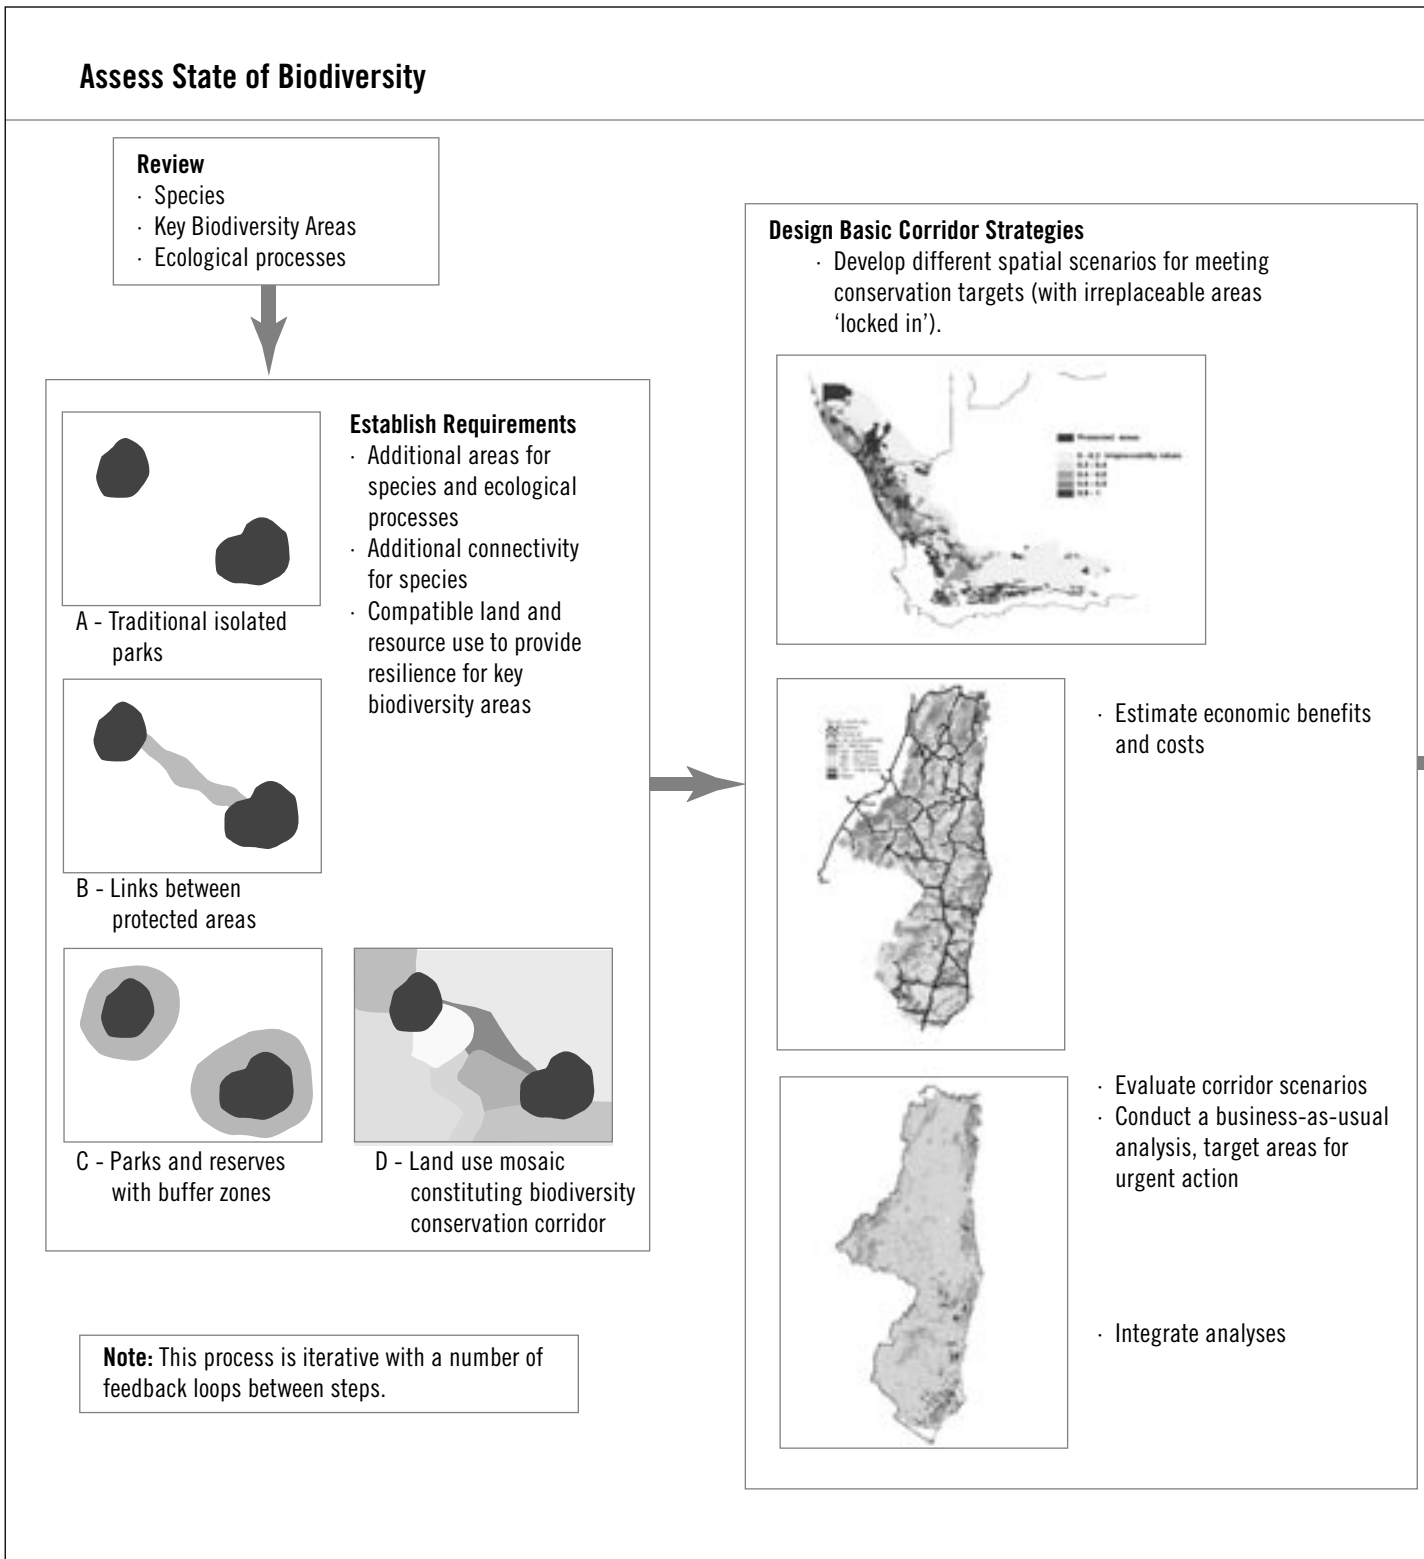 Assess State of Biodiversity
Review
· Species
· Key Biodiversity Areas
· Ecological processes
Establish Requirements
· Additional areas for
species and ecological
processes
· Additional connectivity
for species
· Compatible land and
resource use to provide
resilience for key
biodiversity areas
A - Traditional isolated
parks
B - Links between
protected areas
C - Parks and reserves
with buffer zones
D - Land use mosaic
constituting biodiversity
conservation corridor
Note: This process is iterative with a number of
feedback loops between steps.
Design Basic Corridor Strategies
· Develop different spatial scenarios for meeting
conservation targets (with irreplaceable areas
‘locked in’).
· Estimate economic benefits
and costs
· Evaluate corridor scenarios
· Conduct a business-as-usual
analysis, target areas for
urgent action
· Integrate analyses